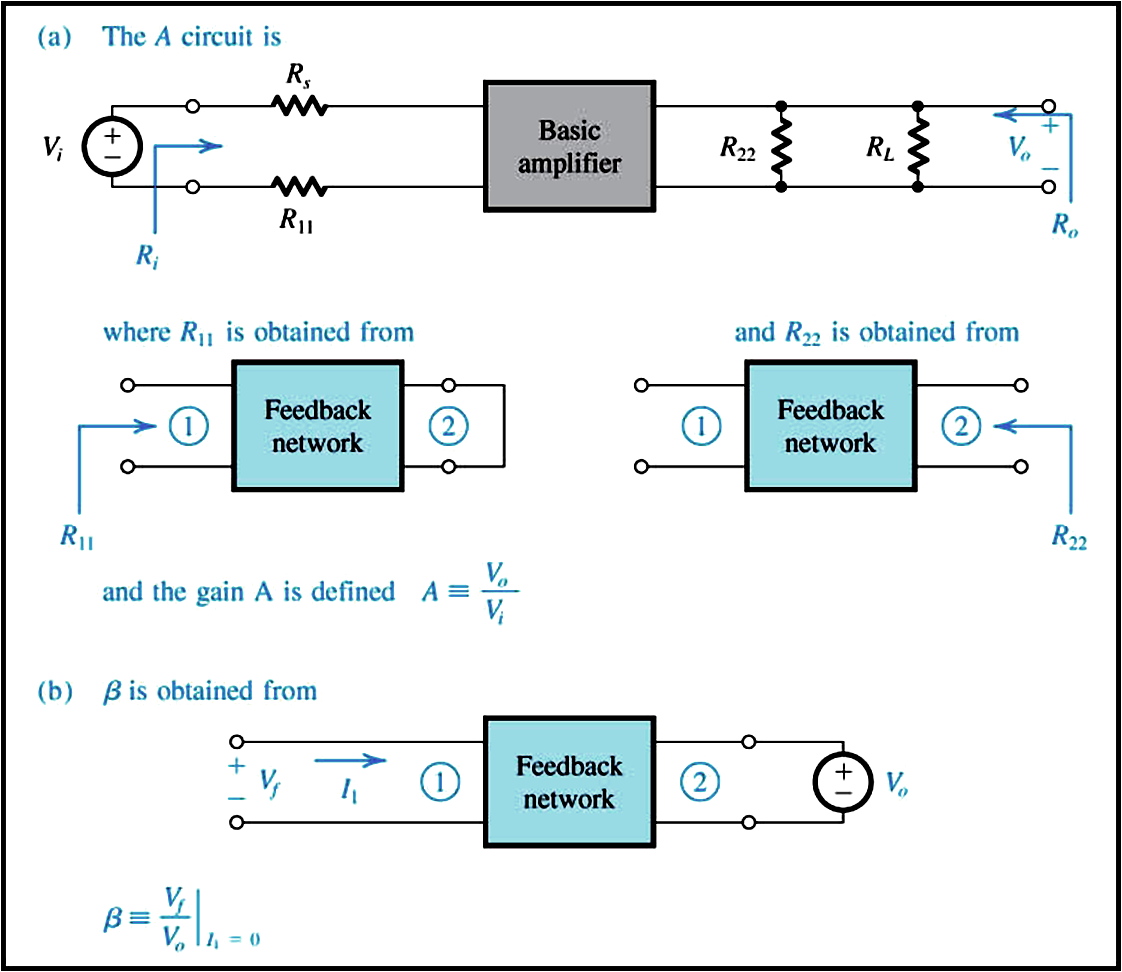 (a) The A circuit is
R_s
V_i
+
−
Basic
amplifier
R_22
R_L
+
V_o
−
R_11
R_i
R_o
where R_11 is obtained from
and R_22 is obtained from
1
Feedback
network
2
1
Feedback
network
2
R_11
R_22
and the gain A is defined A ≡ V_o / V_i
(b) β is obtained from
+
V_f
−
I_1
1
Feedback
network
2
+
−
V_o
β ≡ V_f / V_o | I_1 = 0